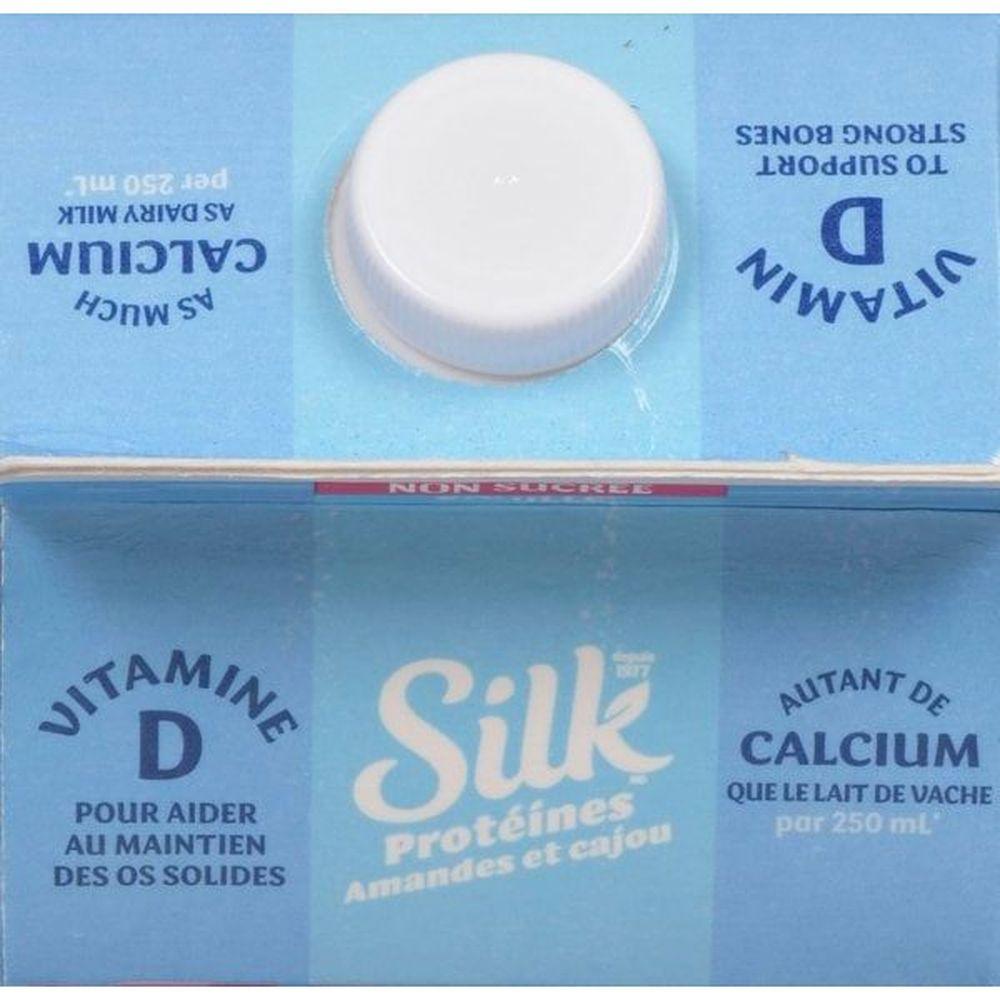 AS MUCH
CALCIUM
AS DAIRY MILK
per 250 mL*
VITAMIN
D
TO SUPPORT
STRONG BONES
NON SUCRÉE
VITAMINE
D
POUR AIDER
AU MAINTIEN
DES OS SOLIDES
Silk
depuis
1977
Protéines
Amandes et cajou
AUTANT DE
CALCIUM
QUE LE LAIT DE VACHE
par 250 mL*